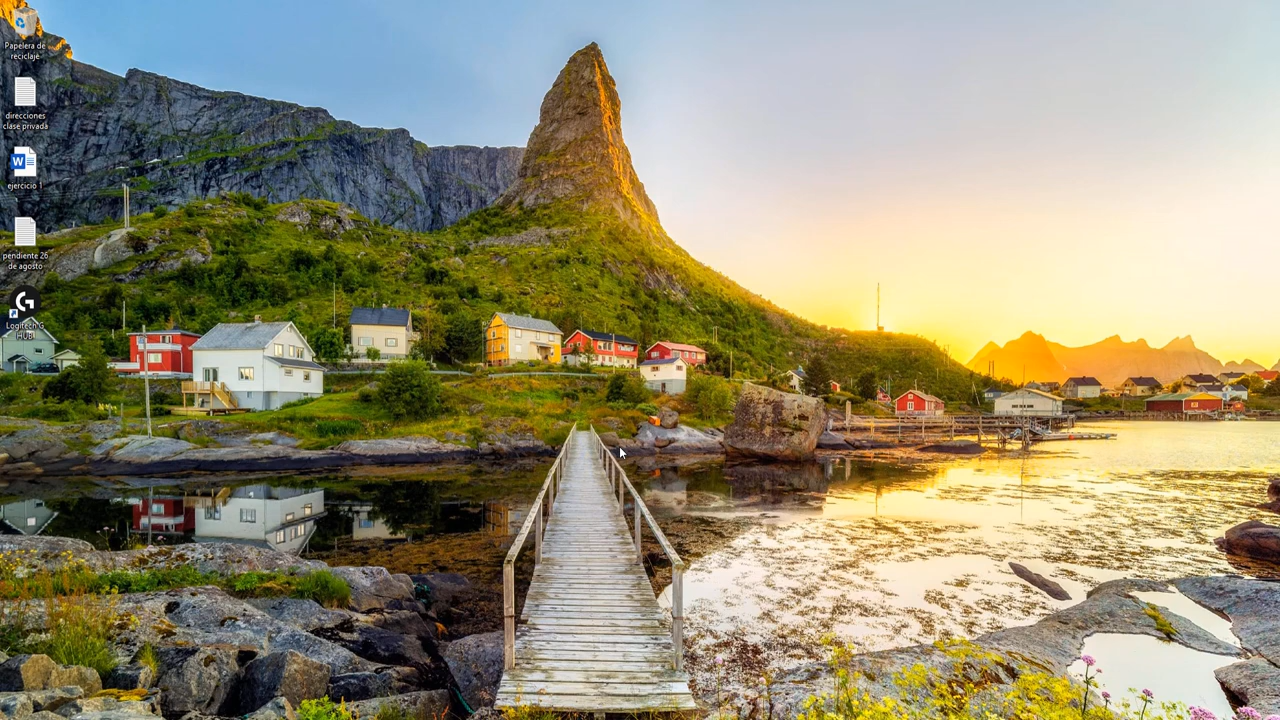 Papelera de
reciclaje
direcciones
clase privada
ejercicio 1
pendiente 26
de agosto
Logitech G
HUB